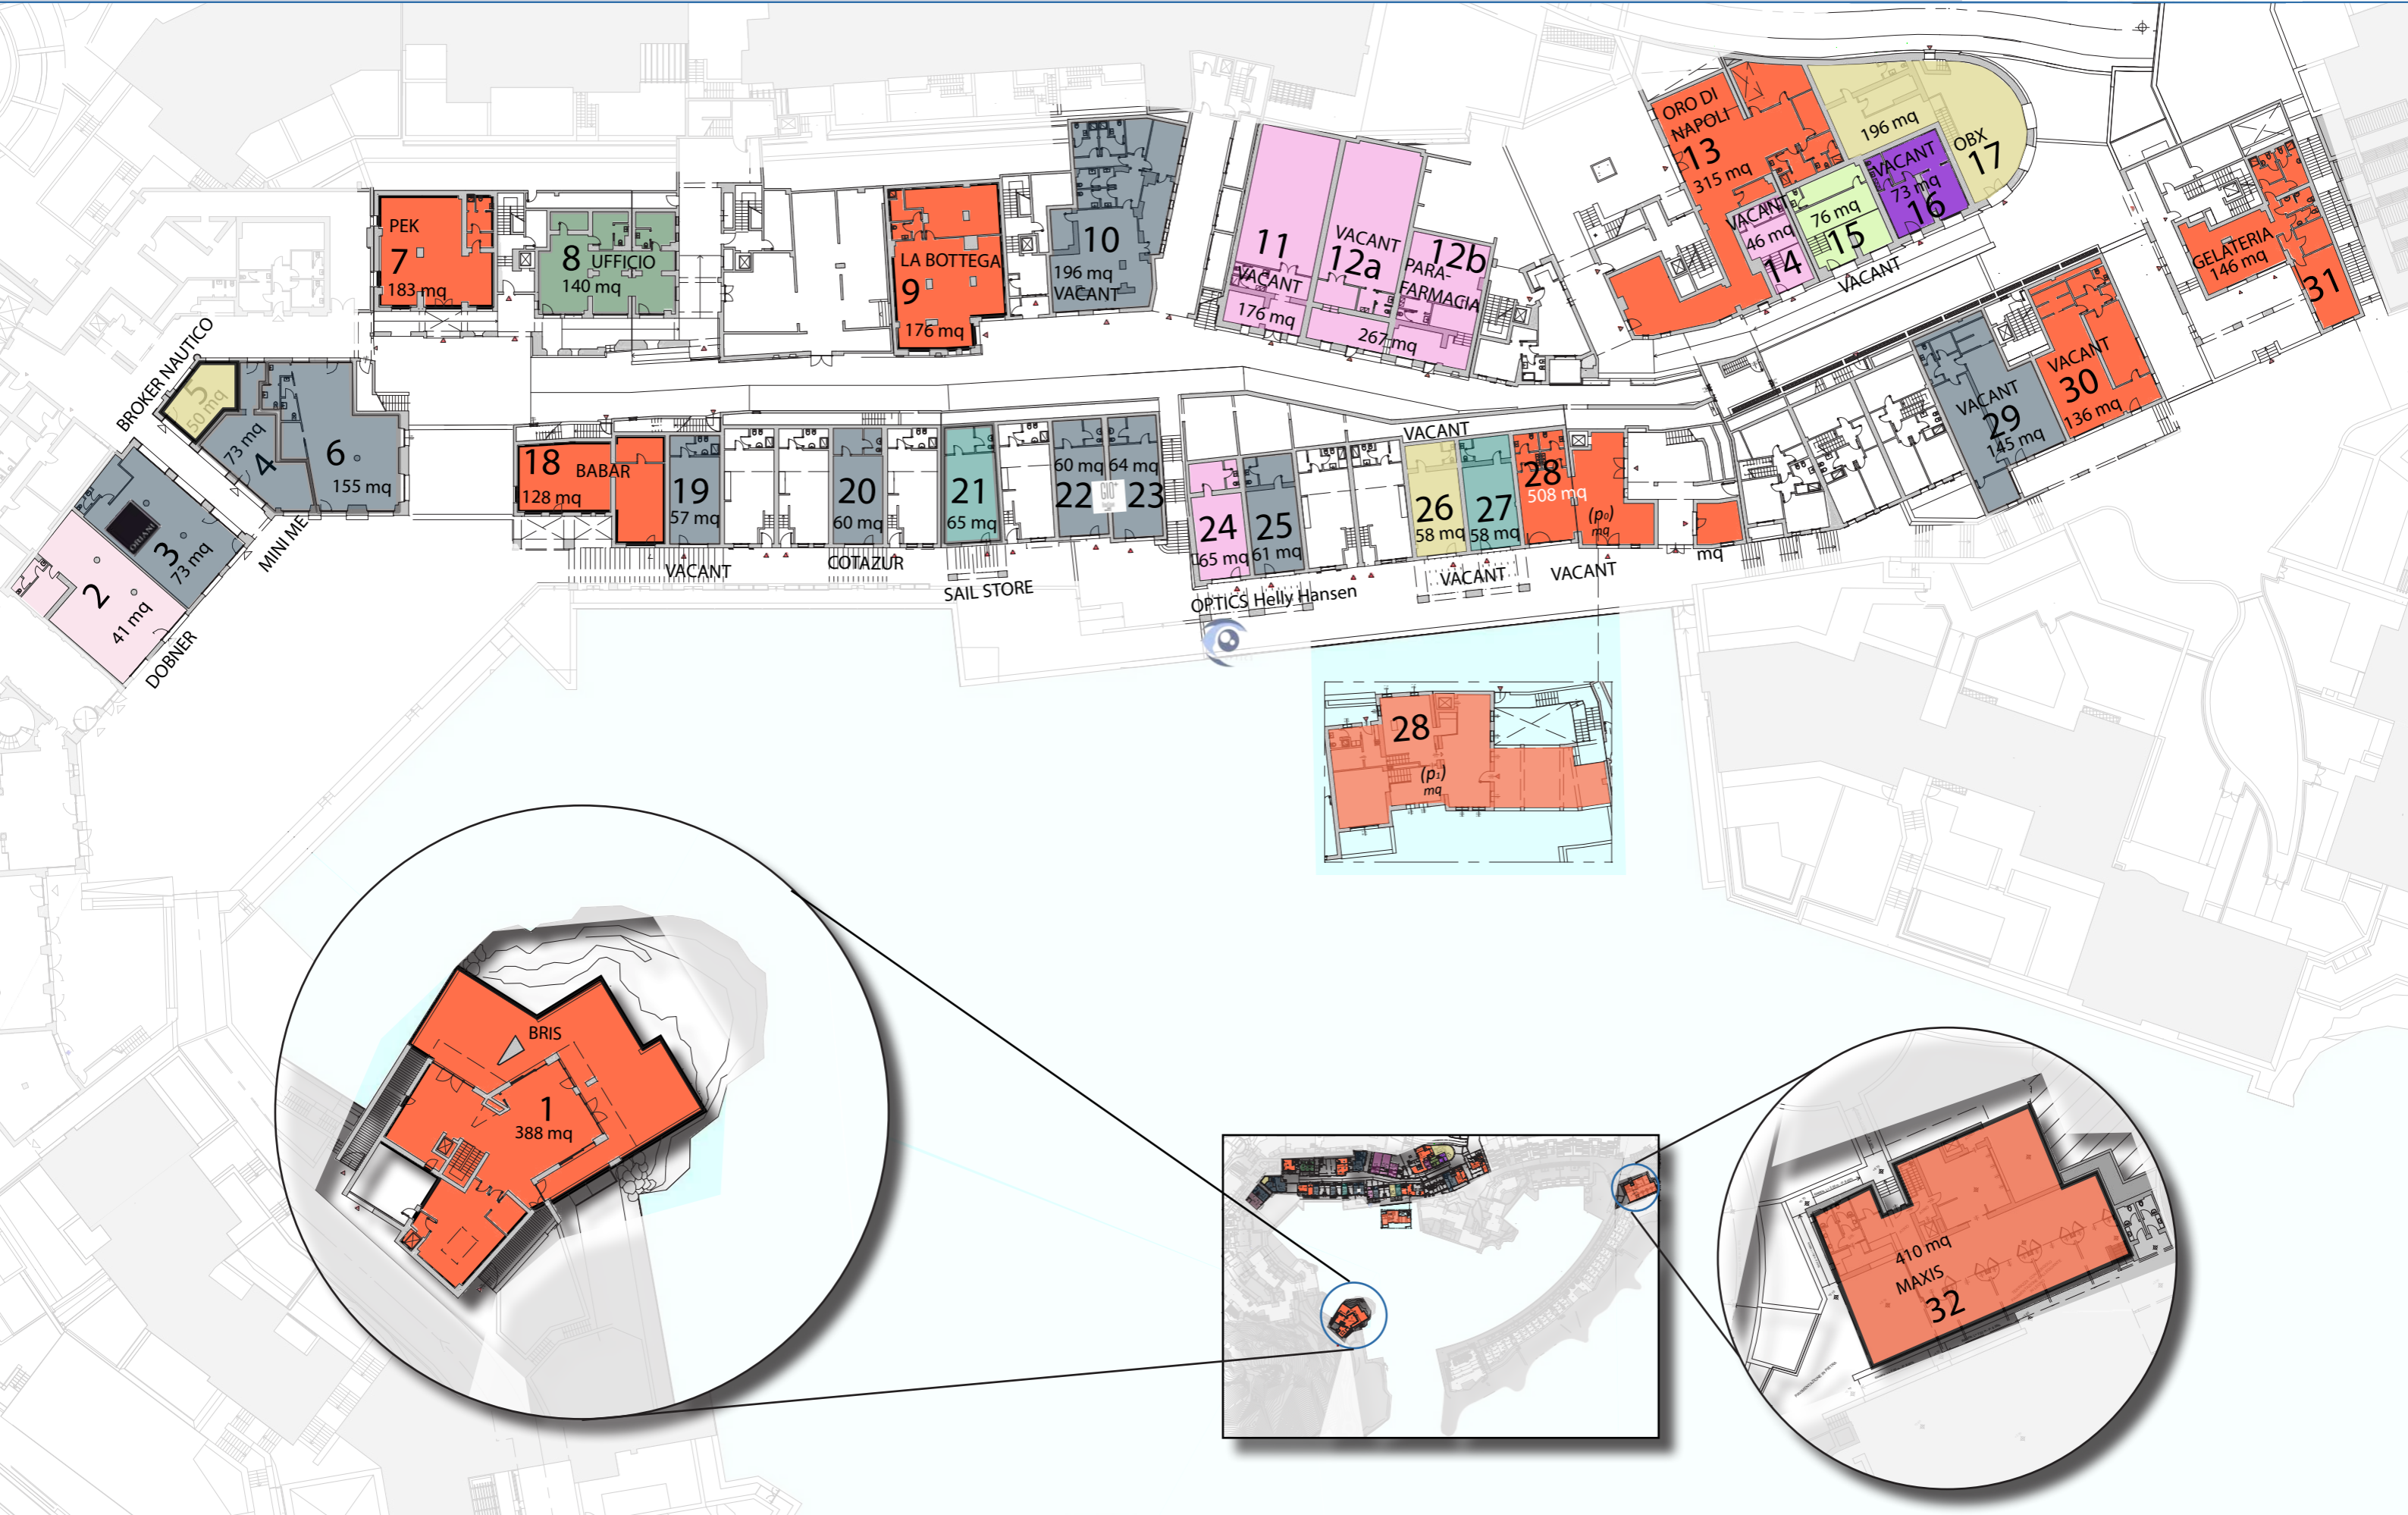 PEK
7
183 mq
8
UFFICIO
140 mq
LA BOTTEGA
9
176 mq
10
196 mq
VACANT
11
VACANT
176 mq
VACANT
12a
12b
PARA-
FARMACIA
267 mq
ORO DI
NAPOLI
13
315 mq
VACANT
46 mq
14
76 mq
15
VACANT
VACANT
73 mq
16
196 mq
OBX
17
GELATERIA
146 mq
31
BROKER NAUTICO
5
50 mq
73 mq
4
6
155 mq
MINI ME
ORIANI
3
73 mq
2
41 mq
DOBNER
18
BABAR
128 mq
19
57 mq
VACANT
20
60 mq
COTAZUR
21
65 mq
SAIL STORE
60 mq
22
64 mq
23
GIO'
24
65 mq
OPTICS
25
61 mq
Helly Hansen
VACANT
26
58 mq
27
58 mq
VACANT
28
508 mq
(p0)
mq
mq
VACANT
VACANT
29
145 mq
VACANT
30
136 mq
28
(p1)
mq
BRIS
1
388 mq
410 mq
MAXIS
32